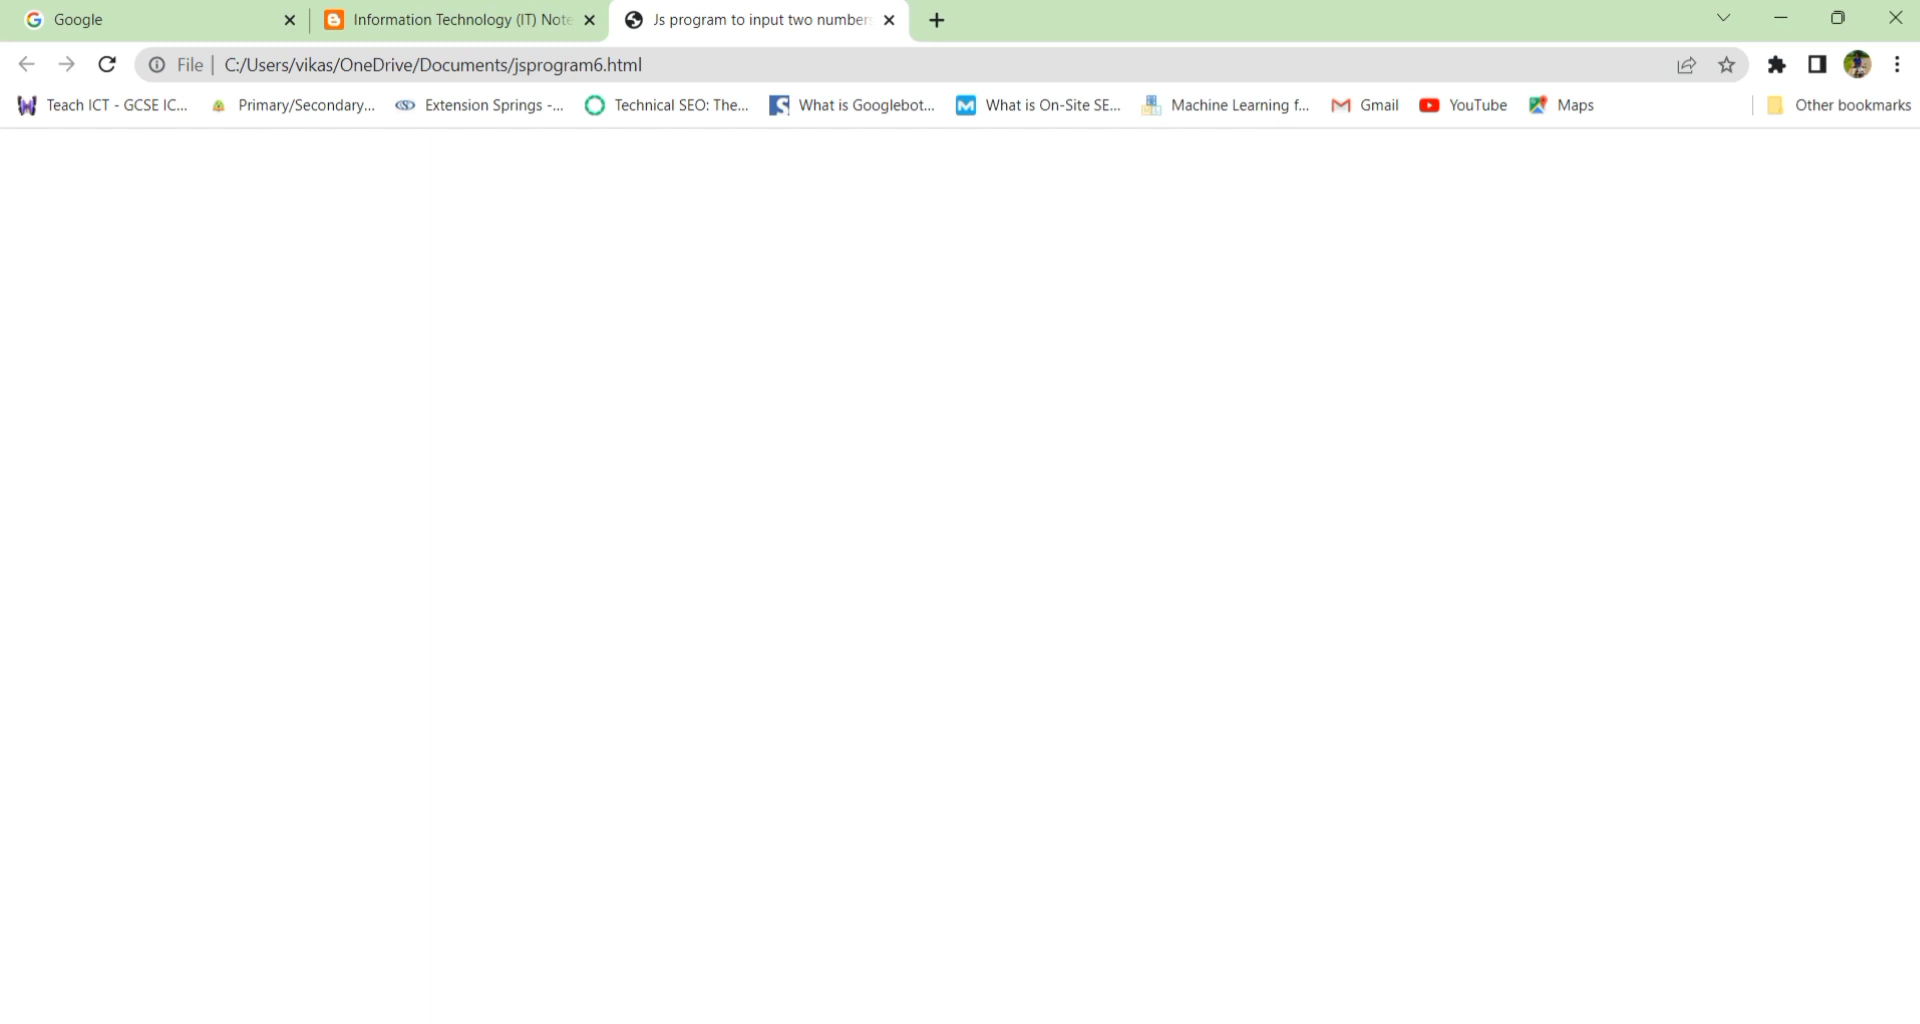 Google Information Technology (IT) Note Js program to input two numbers
File C:/Users/vikas/OneDrive/Documents/jsprogram6.html
Teach ICT - GCSE IC... Primary/Secondary... Extension Springs -... Technical SEO: The... What is Googlebot... What is On-Site SE... Machine Learning f... Gmail YouTube Maps Other bookmarks